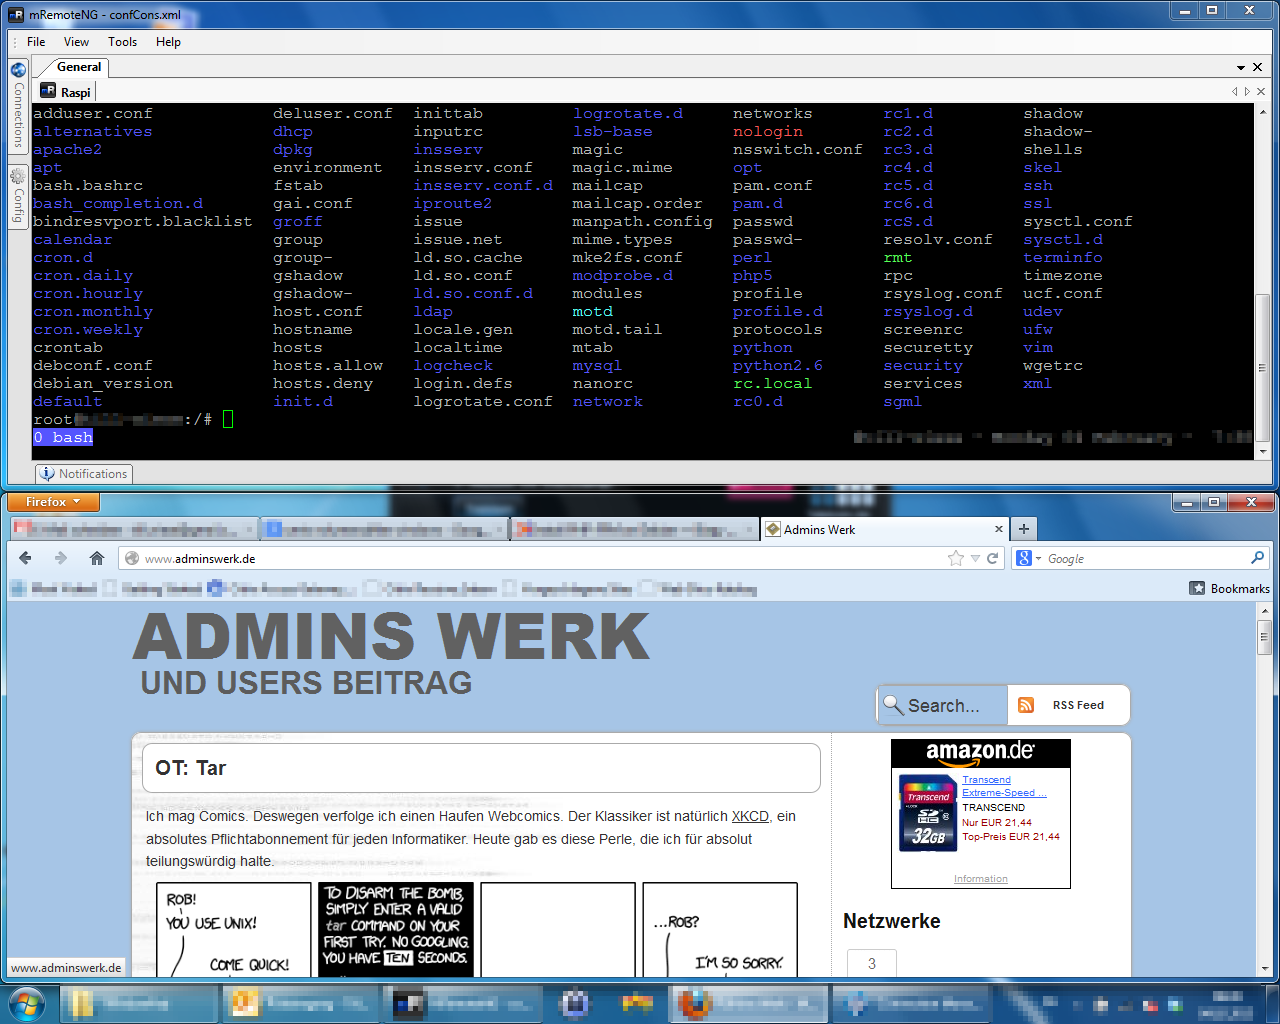 mRemoteNG - confCons.xml
File View Tools Help
General
Raspi
Connections
Config
adduser.conf deluser.conf inittab logrotate.d networks rc1.d shadow
alternatives dhcp inputrc lsb-base nologin rc2.d shadow-
apache2 dpkg insserv magic nsswitch.conf rc3.d shells
apt environment insserv.conf magic.mime opt rc4.d skel
bash.bashrc fstab insserv.conf.d mailcap pam.conf rc5.d ssh
bash_completion.d gai.conf iproute2 mailcap.order pam.d rc6.d ssl
bindresvport.blacklist groff issue manpath.config passwd rcS.d sysctl.conf
calendar group issue.net mime.types passwd- resolv.conf sysctl.d
cron.d group- ld.so.cache mke2fs.conf perl rmt terminfo
cron.daily gshadow ld.so.conf modprobe.d php5 rpc timezone
cron.hourly gshadow- ld.so.conf.d modules profile rsyslog.conf ucf.conf
cron.monthly host.conf ldap motd profile.d rsyslog.d udev
cron.weekly hostname locale.gen motd.tail protocols screenrc ufw
crontab hosts localtime mtab python securetty vim
debconf.conf hosts.allow logcheck mysql python2.6 security wgetrc
debian_version hosts.deny login.defs nanorc rc.local services xml
default init.d logrotate.conf network rc0.d sgml
root :/#
0 bash
Notifications
Firefox
Admins Werk
www.adminswerk.de
Google
Bookmarks
ADMINS WERK
UND USERS BEITRAG
Search...
RSS Feed
OT: Tar
Ich mag Comics. Deswegen verfolge ich einen Haufen Webcomics. Der Klassiker ist natürlich XKCD, ein
absolutes Pflichtabonnement für jeden Informatiker. Heute gab es diese Perle, die ich für absolut
teilungswürdig halte.
ROB!
YOU USE UNIX!
COME QUICK!
TO DISARM THE BOMB,
SIMPLY ENTER A VALID
tar COMMAND ON YOUR
FIRST TRY. NO GOOGLING.
YOU HAVE TEN SECONDS.
...ROB?
I'M SO SORRY.
amazon.de
Transcend
Extreme-Speed ...
TRANSCEND
Nur EUR 21,44
Top-Preis EUR 21,44
Transcend
32GB
Information
Netzwerke
3
www.adminswerk.de